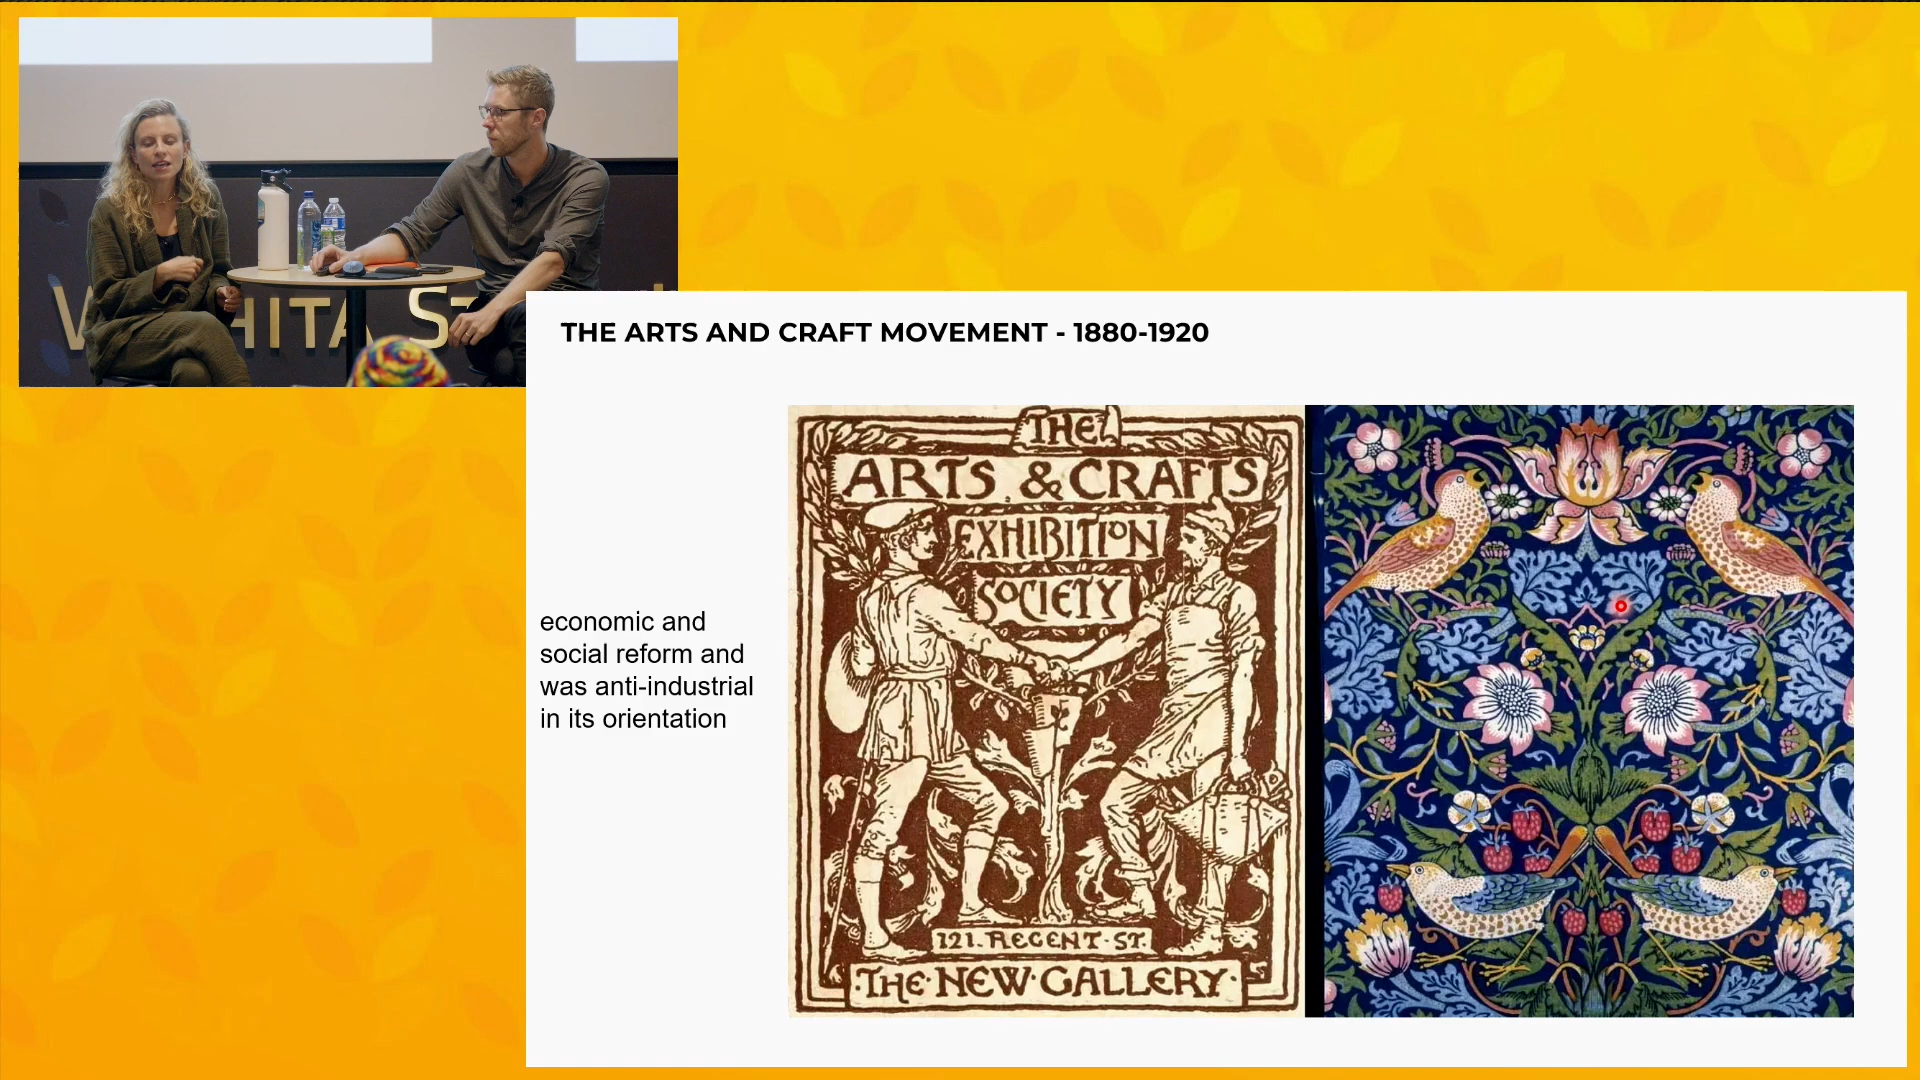 THE ARTS AND CRAFT MOVEMENT - 1880-1920
economic and
social reform and
was anti-industrial
in its orientation
THE
ARTS & CRAFTS
EXHIBITION
SOCIETY
121. REGENT·ST.
·THE·NEW·GALLERY·